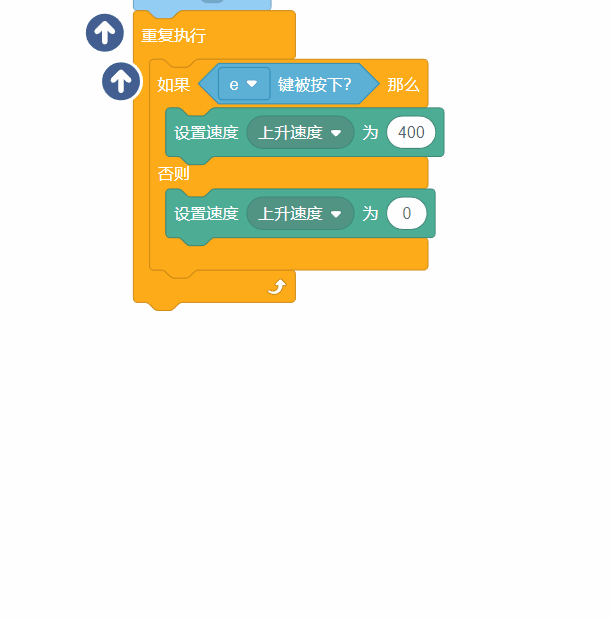 重复执行
如果 e 键被按下? 那么
设置速度 上升速度 为 400
否则
设置速度 上升速度 为 0